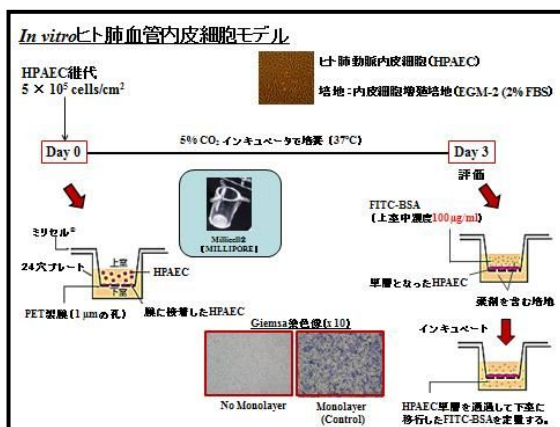 In vitroヒト肺血管内皮細胞モデル
HPAEC継代
5 × 10⁵ cells/cm²
ヒト肺動脈内皮細胞(HPAEC)
培地:内皮細胞増殖培地(EGM-2 (2% FBS)
Day 0
5% CO₂ インキュベータで培養 (37℃)
Day 3
評価
FITC-BSA
(上室中濃度100μg/ml)
Millicell®
[MILLIPORE]
ミリセル®
上室
HPAEC
24穴プレート
下室
PET製膜(1 μmの孔)
膜に接着したHPAEC
単層となったHPAEC
薬剤を含む培地
インキュベート
Giemsa染色像(x 10)
No Monolayer
Monolayer
(Control)
HPAEC単層を通過して下室に
移行したFITC-BSAを定量する。